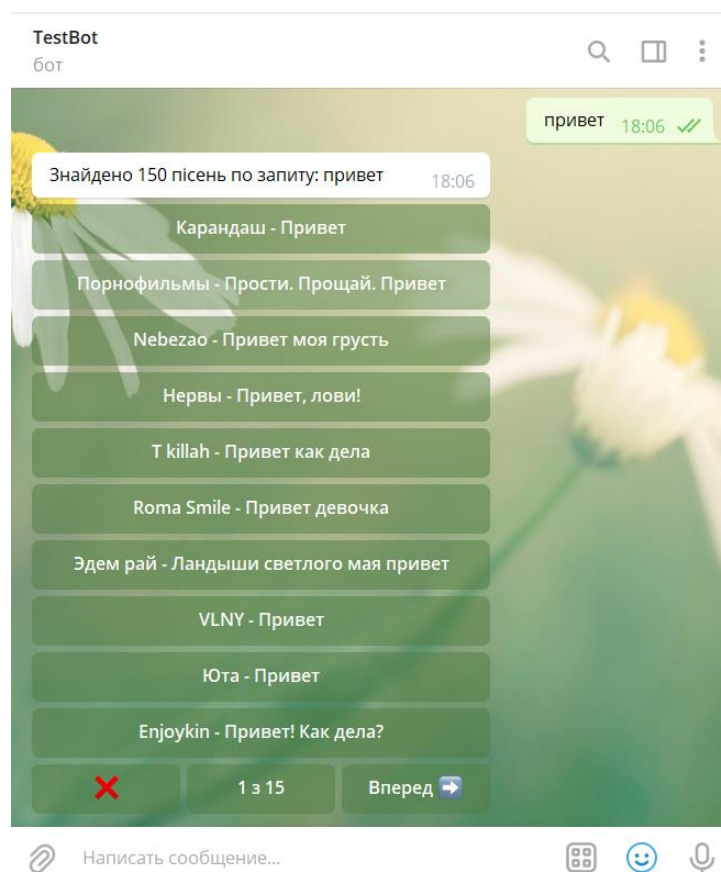 TestBot
бот
привет 18:06
Знайдено 150 пісень по запиту: привет 18:06
Карандаш - Привет
Порнофильмы - Прости. Прощай. Привет
Nebezao - Привет моя грусть
Нервы - Привет, лови!
T killah - Привет как дела
Roma Smile - Привет девочка
Эдем рай - Ландыши светлого мая привет
VLNY - Привет
Юта - Привет
Enjoykin - Привет! Как дела?
1 з 15 Вперед ➡
Написать сообщение...